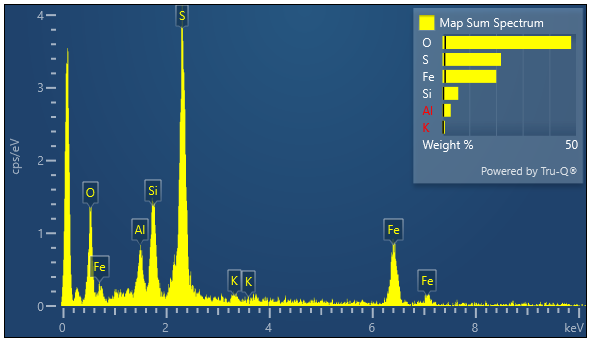 4
3
2
1
0
cps/eV
S
O
Fe
Al
Si
K
K
Fe
Fe
0
2
4
6
8
keV
Map Sum Spectrum
O
S
Fe
Si
Al
K
Weight % 50
Powered by Tru-Q®